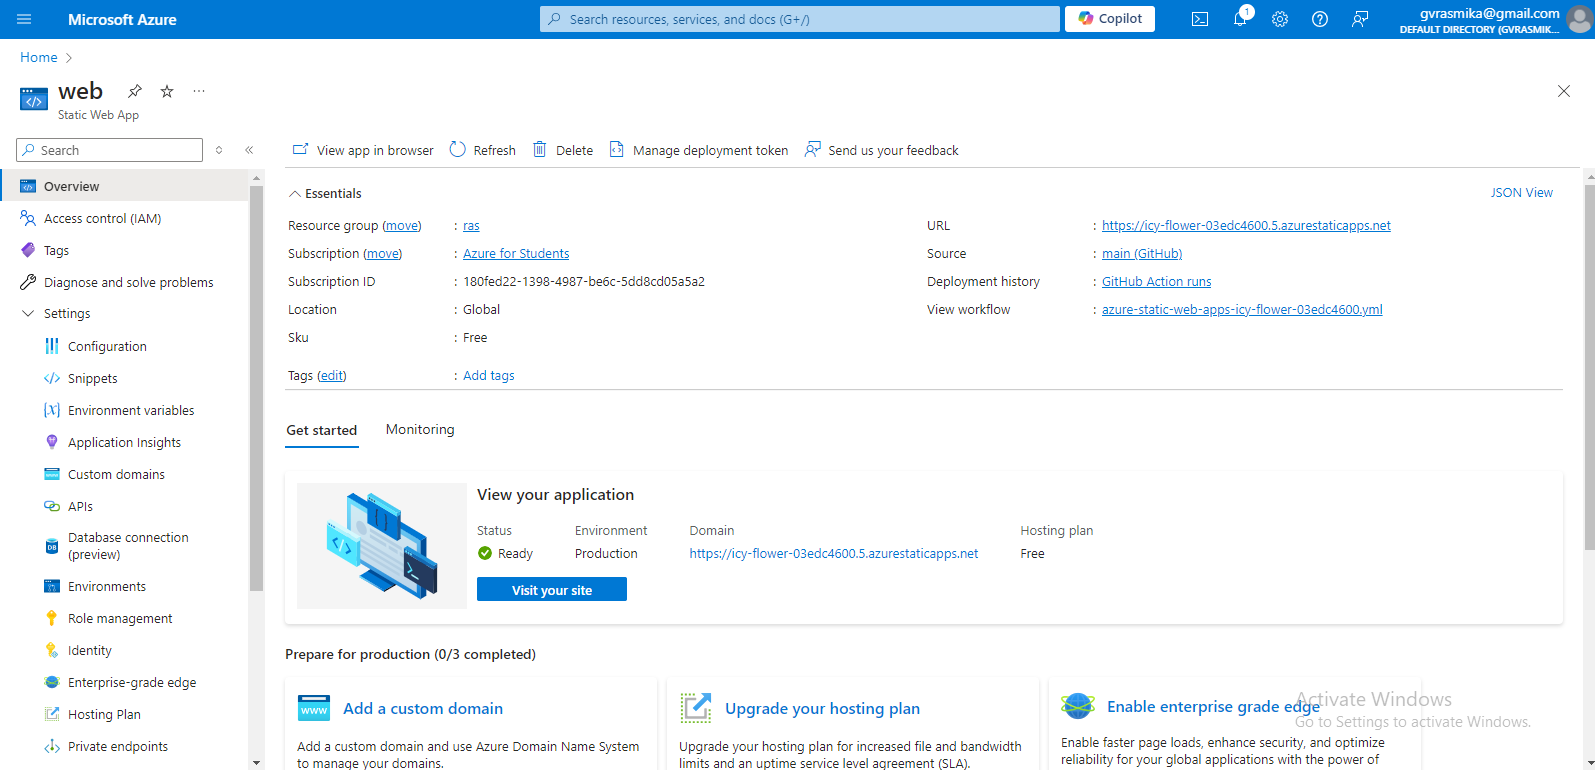 Microsoft Azure
Search resources, services, and docs (G+/)
Copilot
1
gvrasmika@gmail.com
DEFAULT DIRECTORY (GVRASMIK...
Home
web
Static Web App
Search
View app in browser
Refresh
Delete
Manage deployment token
Send us your feedback
Overview
Access control (IAM)
Tags
Diagnose and solve problems
Settings
Configuration
Snippets
Environment variables
Application Insights
Custom domains
APIs
Database connection
(preview)
Environments
Role management
Identity
Enterprise-grade edge
Hosting Plan
Private endpoints
Essentials
JSON View
Resource group (move) : ras
Subscription (move) : Azure for Students
Subscription ID : 180fed22-1398-4987-be6c-5dd8cd05a5a2
Location : Global
Sku : Free
Tags (edit) : Add tags
URL : https://icy-flower-03edc4600.5.azurestaticapps.net
Source : main (GitHub)
Deployment history : GitHub Action runs
View workflow : azure-static-web-apps-icy-flower-03edc4600.yml
Get started
Monitoring
View your application
Status Environment Domain Hosting plan
Ready Production https://icy-flower-03edc4600.5.azurestaticapps.net Free
Visit your site
Prepare for production (0/3 completed)
www
Add a custom domain
Add a custom domain and use Azure Domain Name System
to manage your domains.
Upgrade your hosting plan
Upgrade your hosting plan for increased file and bandwidth
limits and an uptime service level agreement (SLA).
Enable enterprise grade edge
Enable faster page loads, enhance security, and optimize
reliability for your global applications with the power of
Activate Windows
Go to Settings to activate Windows.